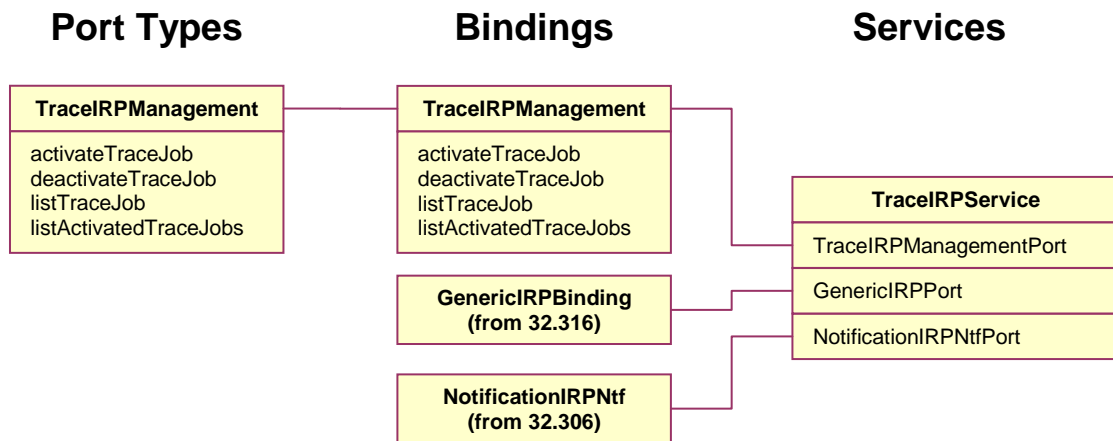 Port Types
Bindings
Services
TraceIRPManagement
activateTraceJob
deactivateTraceJob
listTraceJob
listActivatedTraceJobs
TraceIRPManagement
activateTraceJob
deactivateTraceJob
listTraceJob
listActivatedTraceJobs
GenericIRPBinding
(from 32.316)
NotificationIRPNtf
(from 32.306)
TraceIRPService
TraceIRPManagementPort
GenericIRPPort
NotificationIRPNtfPort